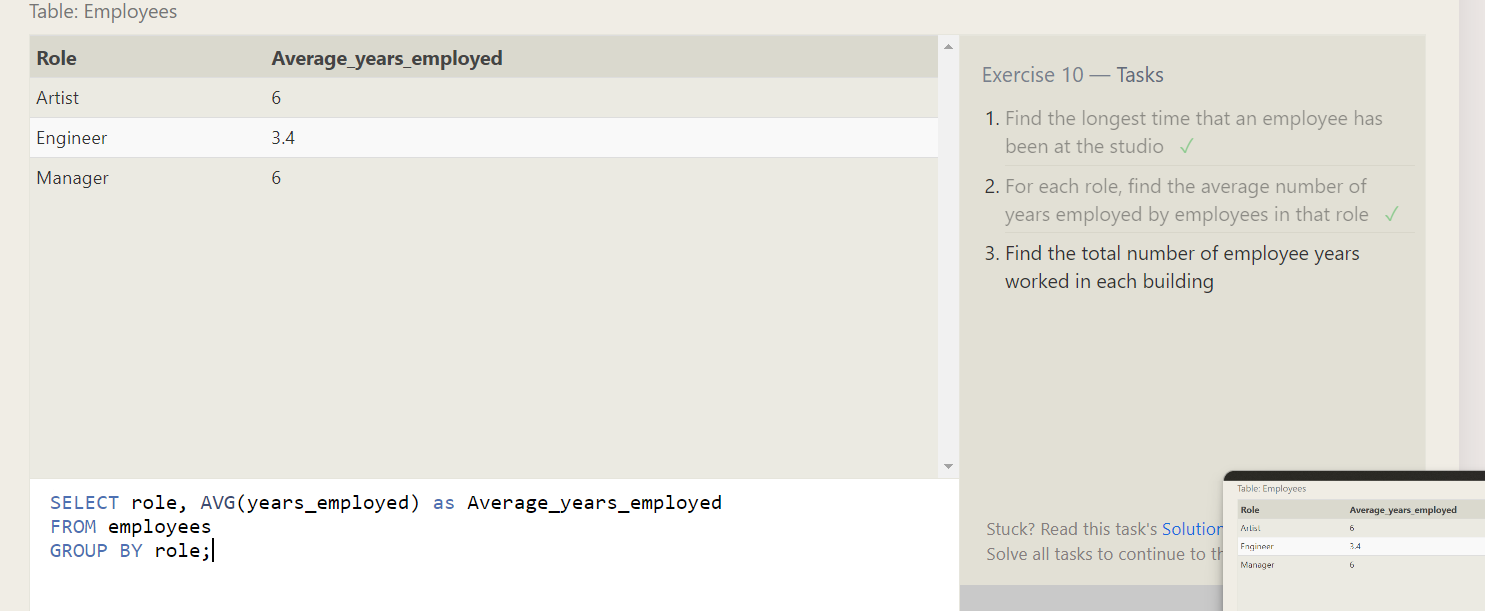 Table: Employees
Role Average_years_employed
Artist 6
Engineer 3.4
Manager 6
Exercise 10 — Tasks
1. Find the longest time that an employee has
been at the studio ✓
2. For each role, find the average number of
years employed by employees in that role ✓
3. Find the total number of employee years
worked in each building
SELECT role, AVG(years_employed) as Average_years_employed
FROM employees
GROUP BY role;
Stuck? Read this task's Solution
Solve all tasks to continue to th
Table: Employees
Role Average_years_employed
Artist 6
Engineer 3.4
Manager 6